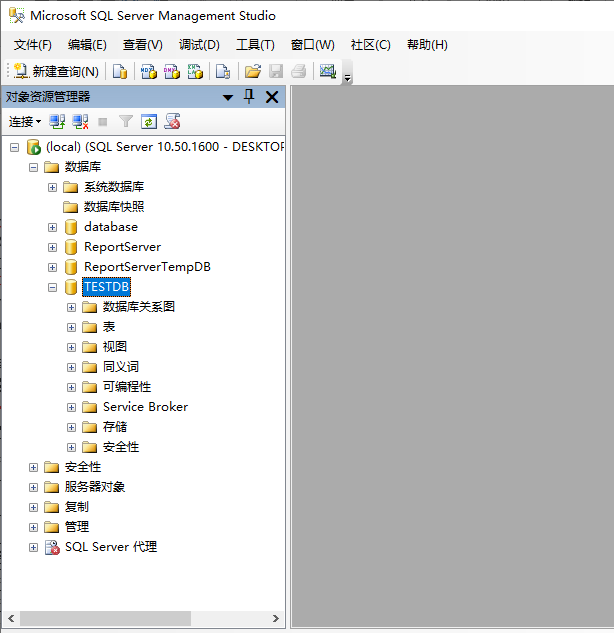 Microsoft SQL Server Management Studio
文件(F) 编辑(E) 查看(V) 调试(D) 工具(T) 窗口(W) 社区(C) 帮助(H)
新建查询(N)
对象资源管理器
连接
(local) (SQL Server 10.50.1600 - DESKTOP
数据库
系统数据库
数据库快照
database
ReportServer
ReportServerTempDB
TESTDB
数据库关系图
表
视图
同义词
可编程性
Service Broker
存储
安全性
安全性
服务器对象
复制
管理
SQL Server 代理